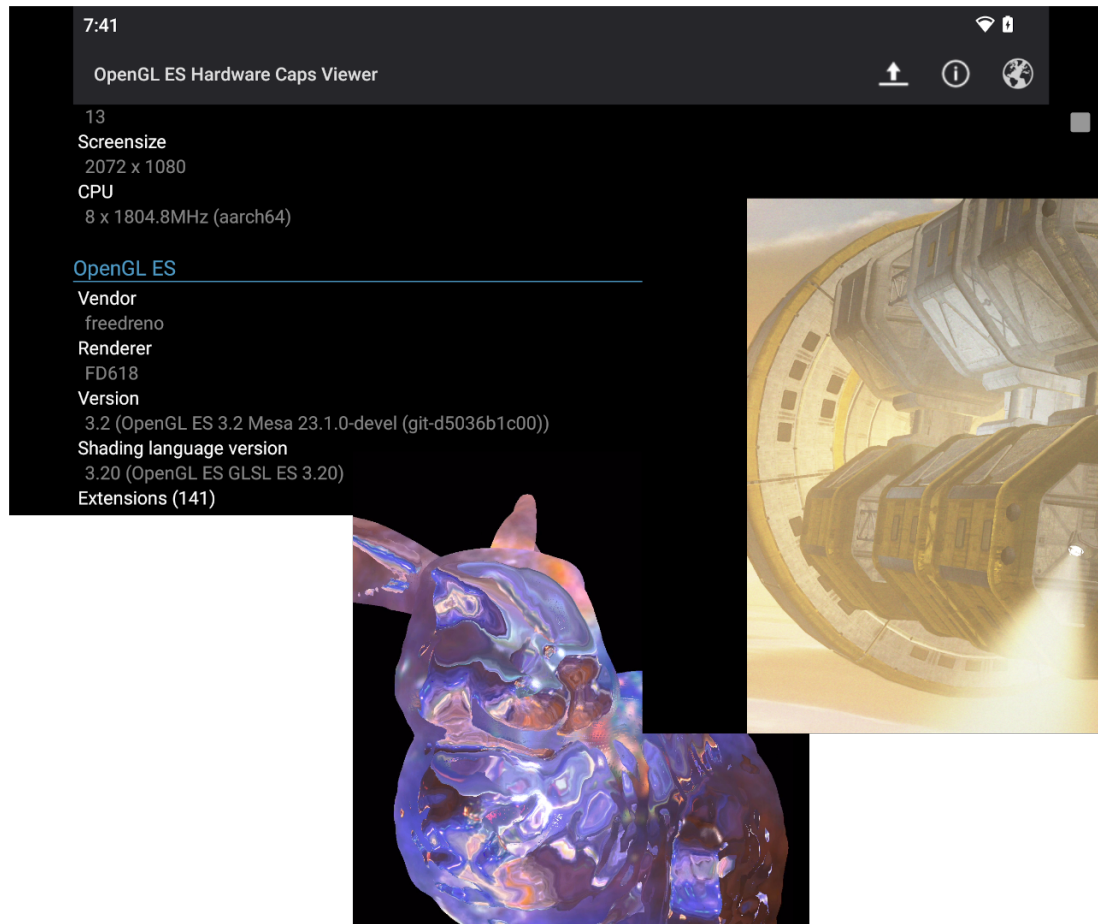 7:41
OpenGL ES Hardware Caps Viewer
13
Screensize
2072 x 1080
CPU
8 x 1804.8MHz (aarch64)
OpenGL ES
Vendor
freedreno
Renderer
FD618
Version
3.2 (OpenGL ES 3.2 Mesa 23.1.0-devel (git-d5036b1c00))
Shading language version
3.20 (OpenGL ES GLSL ES 3.20)
Extensions (141)